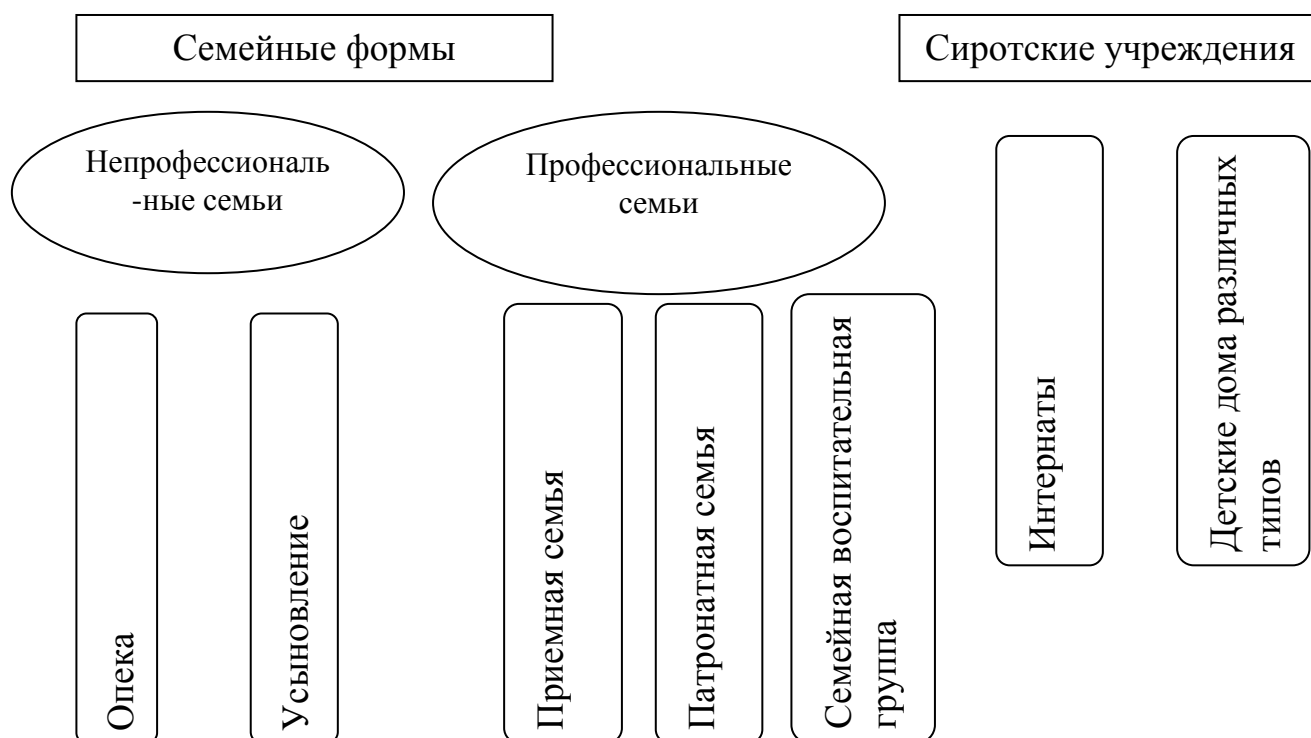 Семейные формы
Сиротские учреждения
Непрофессиональ
-ные семьи
Профессиональные
семьи
Опека
Усыновление
Приемная семья
Патронатная семья
Семейная воспитательная
группа
Интернаты
Детские дома различных
типов